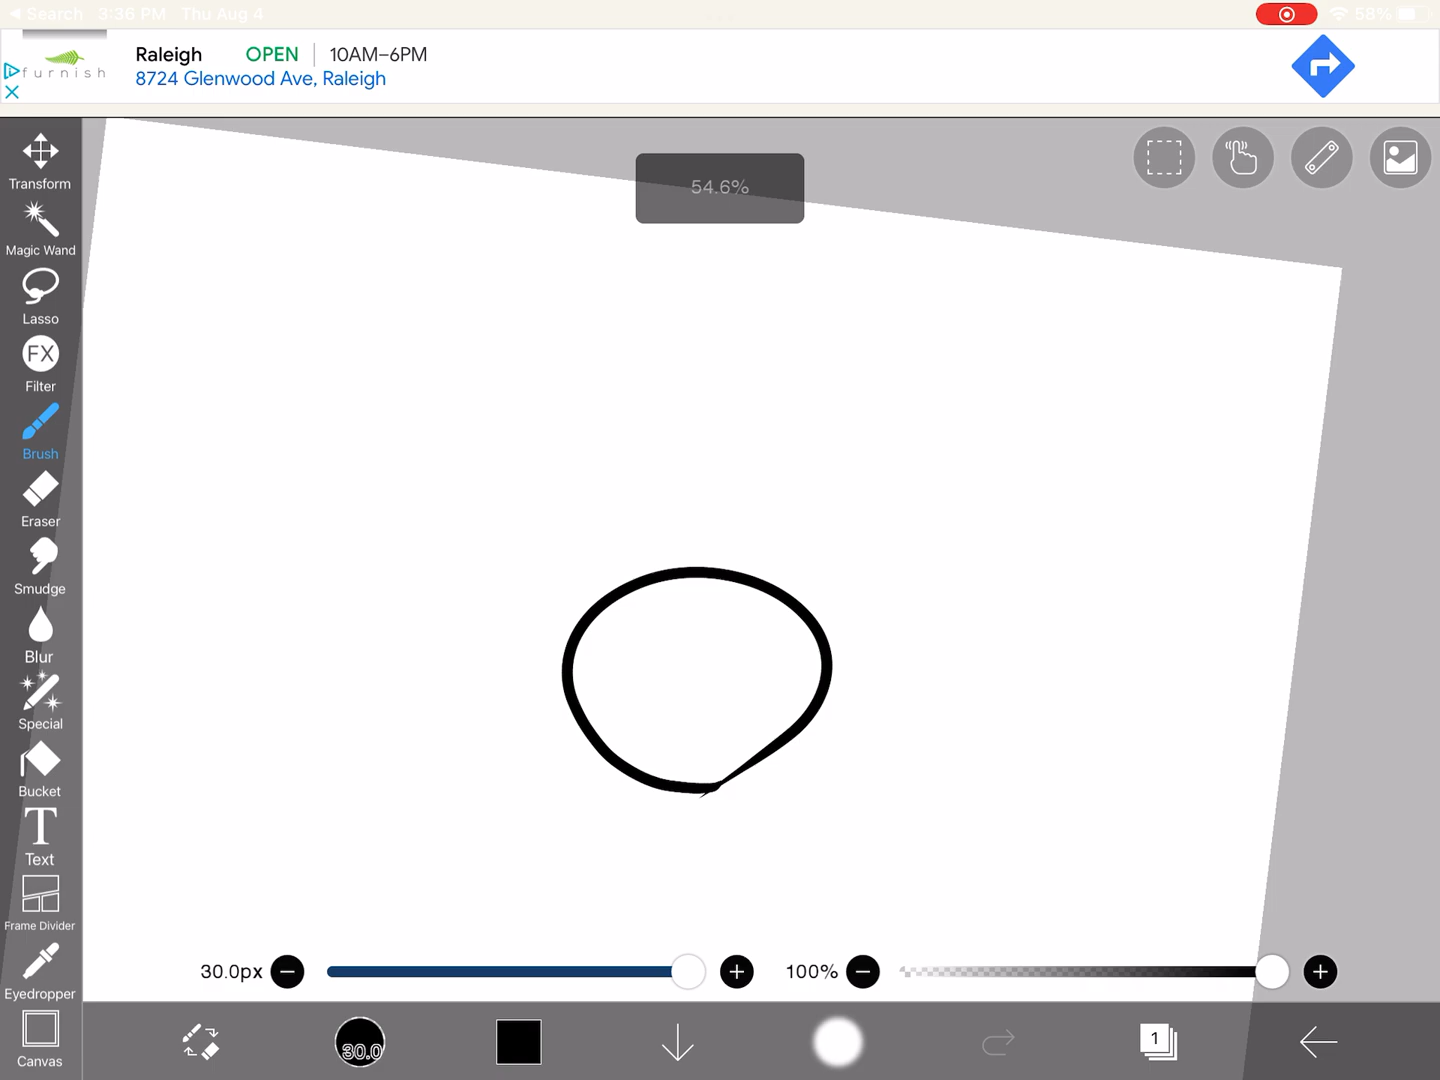 Search 3:36 PM Thu Aug 4
58%
furnish
Raleigh OPEN 10AM–6PM
8724 Glenwood Ave, Raleigh
54.6%
Transform
Magic Wand
Lasso
FX
Filter
Brush
Eraser
Smudge
Blur
Special
Bucket
T
Text
Frame Divider
Eyedropper
Canvas
30.0px
100%
30.0
1